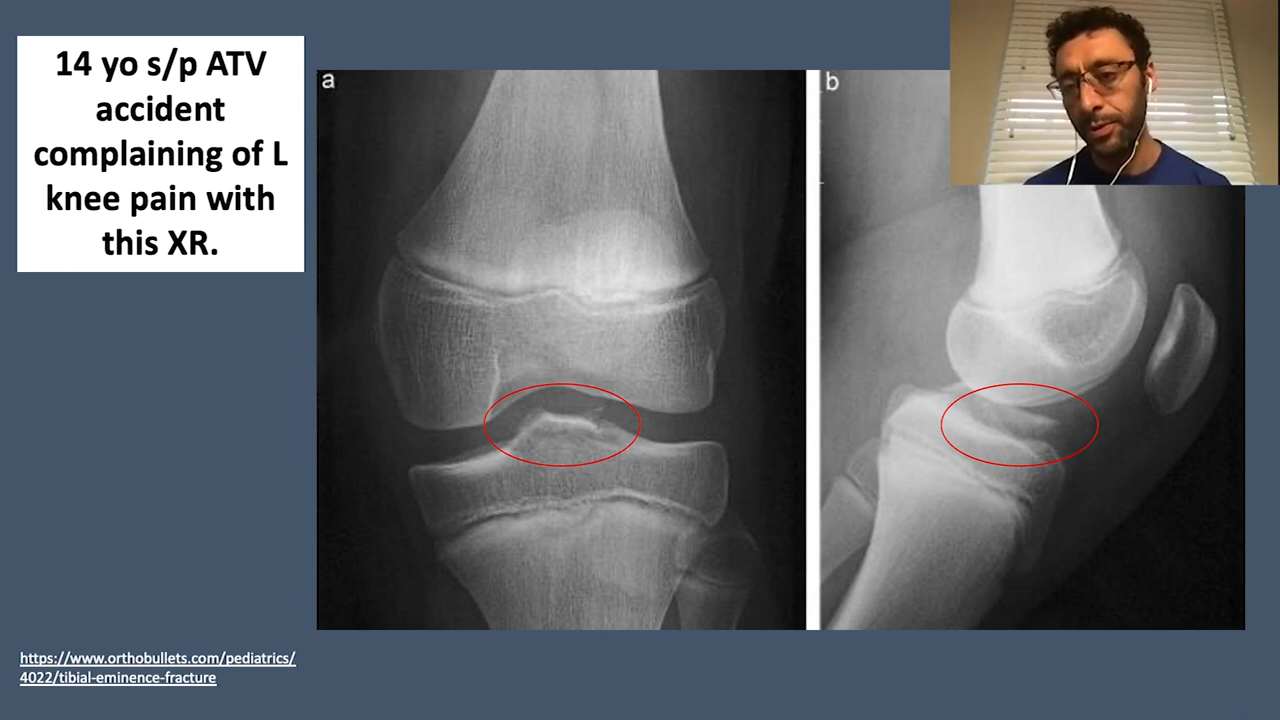 14 yo s/p ATV
accident
complaining of L
knee pain with
this XR.
a
b
https://www.orthobullets.com/pediatrics/
4022/tibial-eminence-fracture